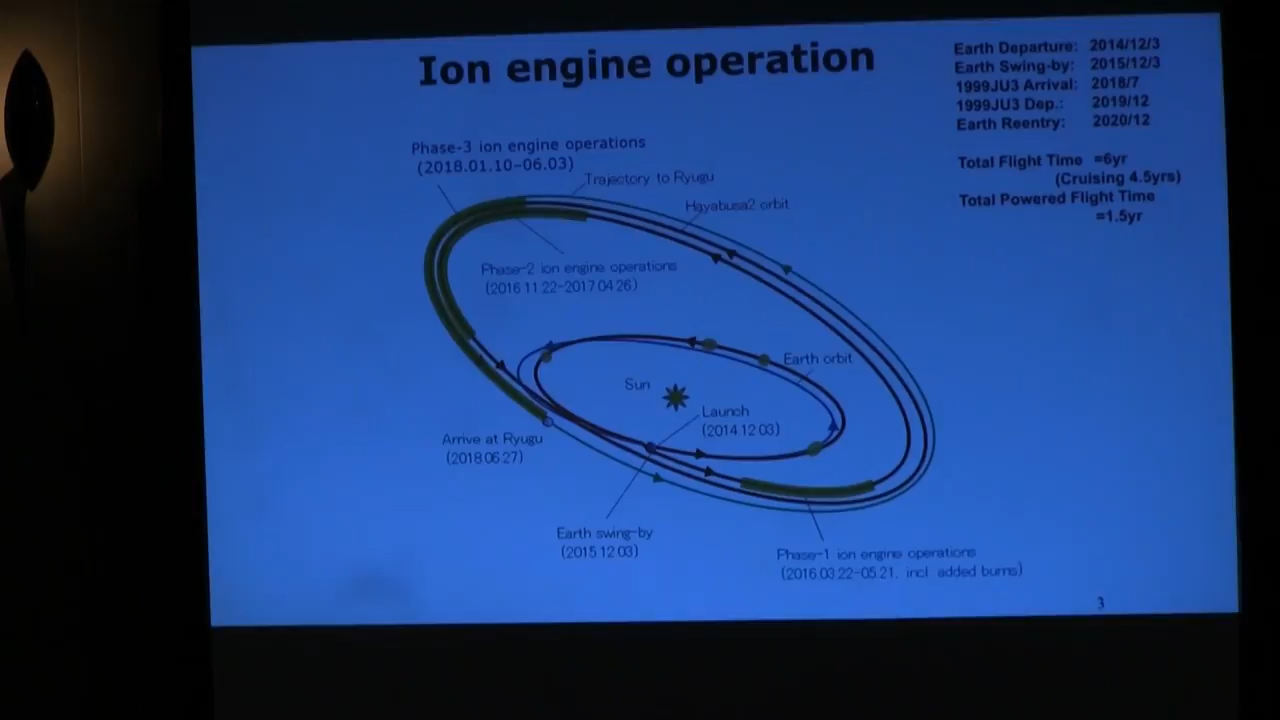 Ion engine operation
Earth Departure: 2014/12/3
Earth Swing-by: 2015/12/3
1999JU3 Arrival: 2018/7
1999JU3 Dep.: 2019/12
Earth Reentry: 2020/12
Total Flight Time =6yr
(Cruising 4.5yrs)
Total Powered Flight Time
=1.5yr
Phase-3 ion engine operations
(2018.01.10-06.03)
Trajectory to Ryugu
Hayabusa2 orbit
Phase-2 ion engine operations
(2016.11.22-2017.04.26)
Earth orbit
Sun
Launch
(2014.12.03)
Arrive at Ryugu
(2018.06.27)
Earth swing-by
(2015.12.03)
Phase-1 ion engine operations
(2016.03.22-05.21, incl. added burns)
3